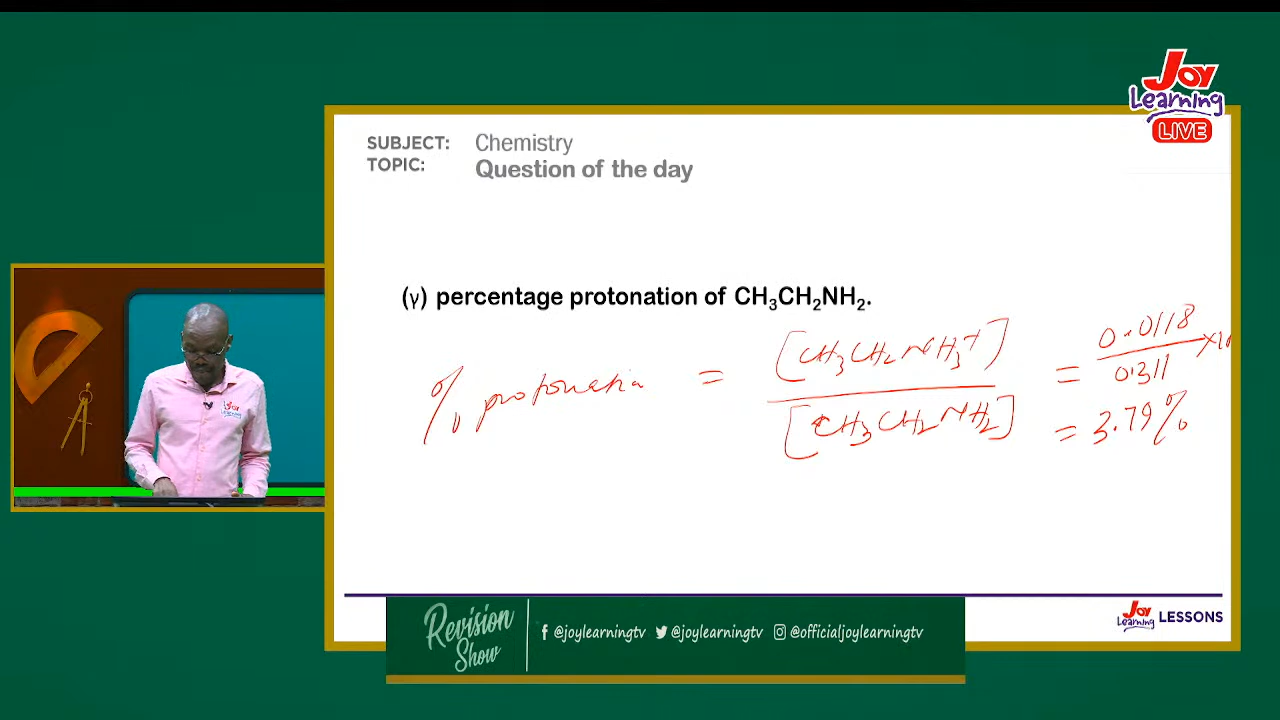 Joy
Learning
LIVE
SUBJECT: Chemistry
TOPIC: Question of the day
(v) percentage protonation of CH₃CH₂NH₂.
% protonation = [CH₃CH₂NH₃⁺] / [CH₃CH₂NH₂] = 0.0118 / 0.311
= 3.79%
Revision
Show
@joylearningtv @joylearningtv @officialjoylearningtv
Joy
Learning LESSONS